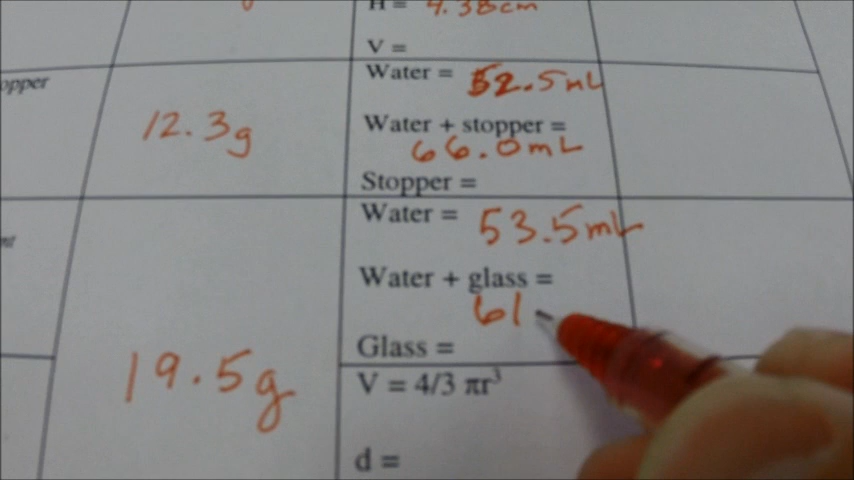 H = 4.38cm
V =
opper
Water = 52.5mL
12.3g
Water + stopper =
66.0mL
Stopper =
Water = 53.5mL
Water + glass =
61
Glass =
19.5g
V = 4/3 πr³
d =